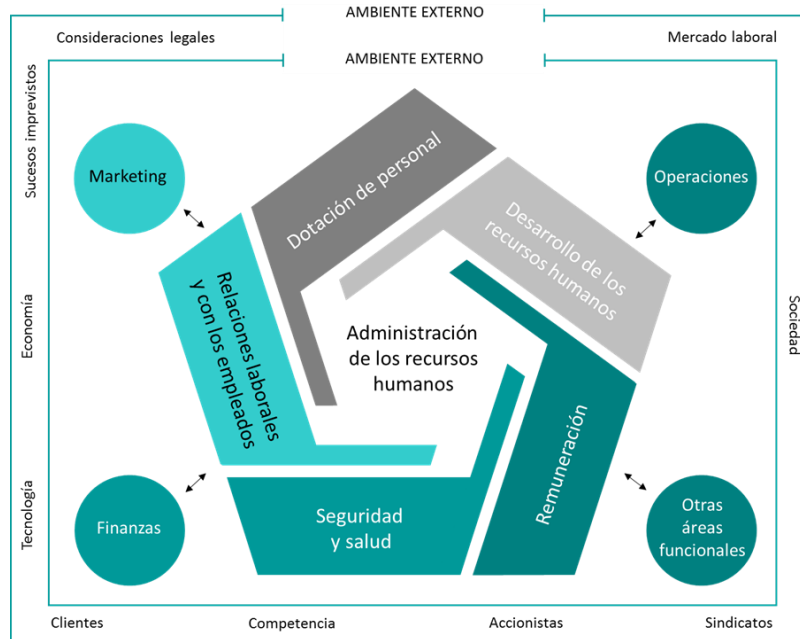 AMBIENTE EXTERNO
Consideraciones legales
Mercado laboral
AMBIENTE EXTERNO
Sucesos imprevistos
Marketing
Dotación de personal
Operaciones
Desarrollo de los
recursos humanos
Relaciones laborales
y con los empleados
Economía
Administración
de los recursos
humanos
Sociedad
Remuneración
Tecnología
Finanzas
Seguridad
y salud
Otras
áreas
funcionales
Clientes
Competencia
Accionistas
Sindicatos